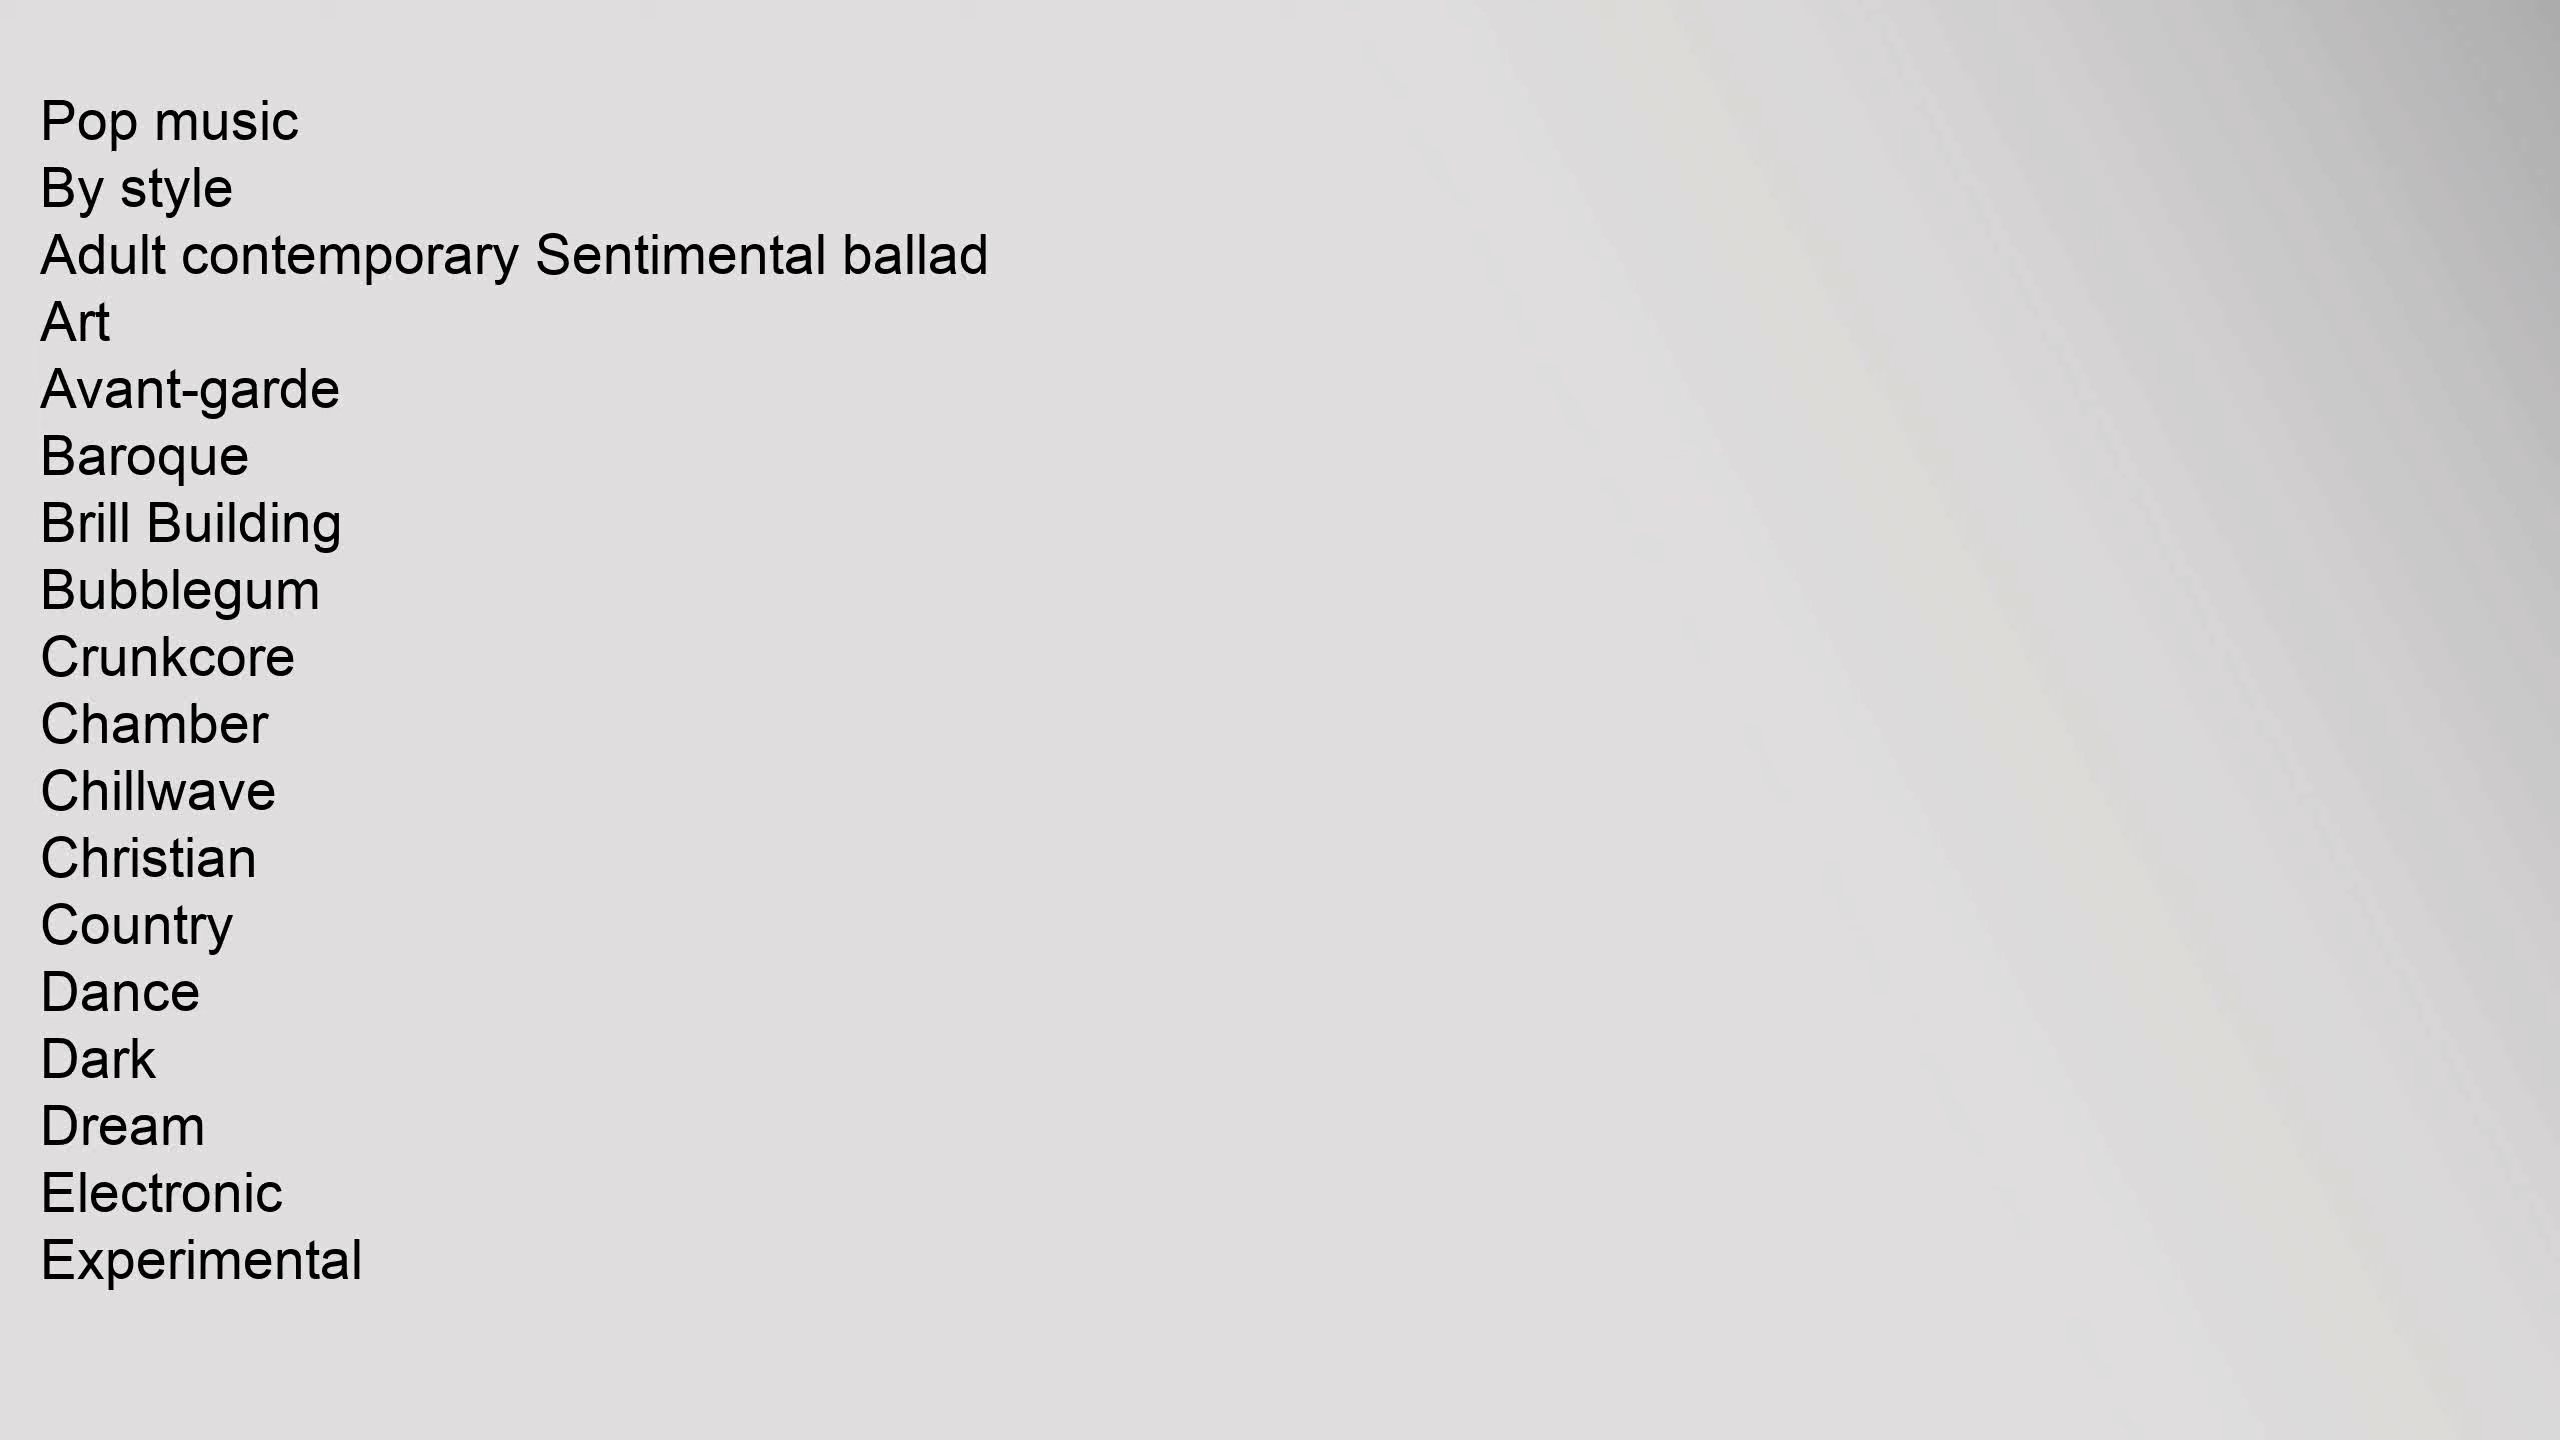 Pop music
By style
Adult contemporary Sentimental ballad
Art
Avant-garde
Baroque
Brill Building
Bubblegum
Crunkcore
Chamber
Chillwave
Christian
Country
Dance
Dark
Dream
Electronic
Experimental